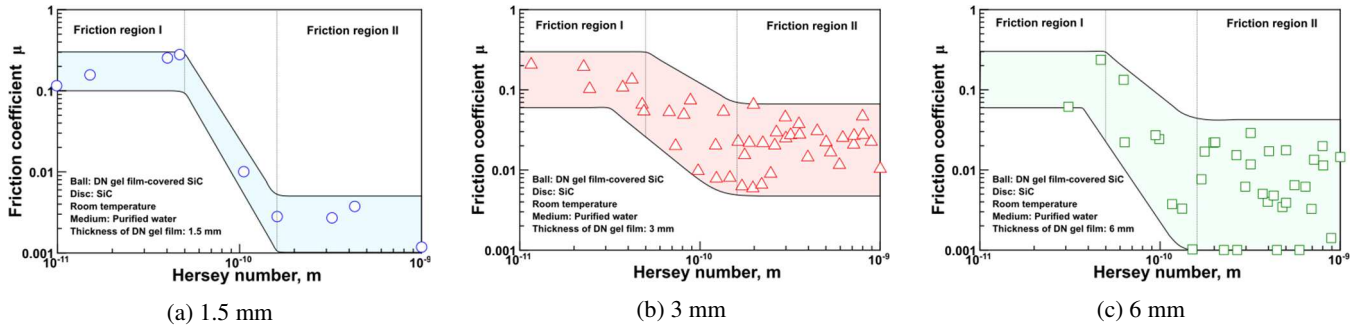 Friction coefficient μ
1
0.1
0.01
0.001
Friction region I
Friction region II
Ball: DN gel film-covered SiC
Disc: SiC
Room temperature
Medium: Purified water
Thickness of DN gel film: 1.5 mm
10⁻¹¹
10⁻¹⁰
10⁻⁹
Hersey number, m
(a) 1.5 mm
Friction coefficient μ
1
0.1
0.01
0.001
Friction region I
Friction region II
Ball: DN gel film-covered SiC
Disc: SiC
Room temperature
Medium: Purified water
Thickness of DN gel film: 3 mm
10⁻¹¹
10⁻¹⁰
10⁻⁹
Hersey number, m
(b) 3 mm
Friction coefficient μ
1
0.1
0.01
0.001
Friction region I
Friction region II
Ball: DN gel film-covered SiC
Disc: SiC
Room temperature
Medium: Purified water
Thickness of DN gel film: 6 mm
10⁻¹¹
10⁻¹⁰
10⁻⁹
Hersey number, m
(c) 6 mm